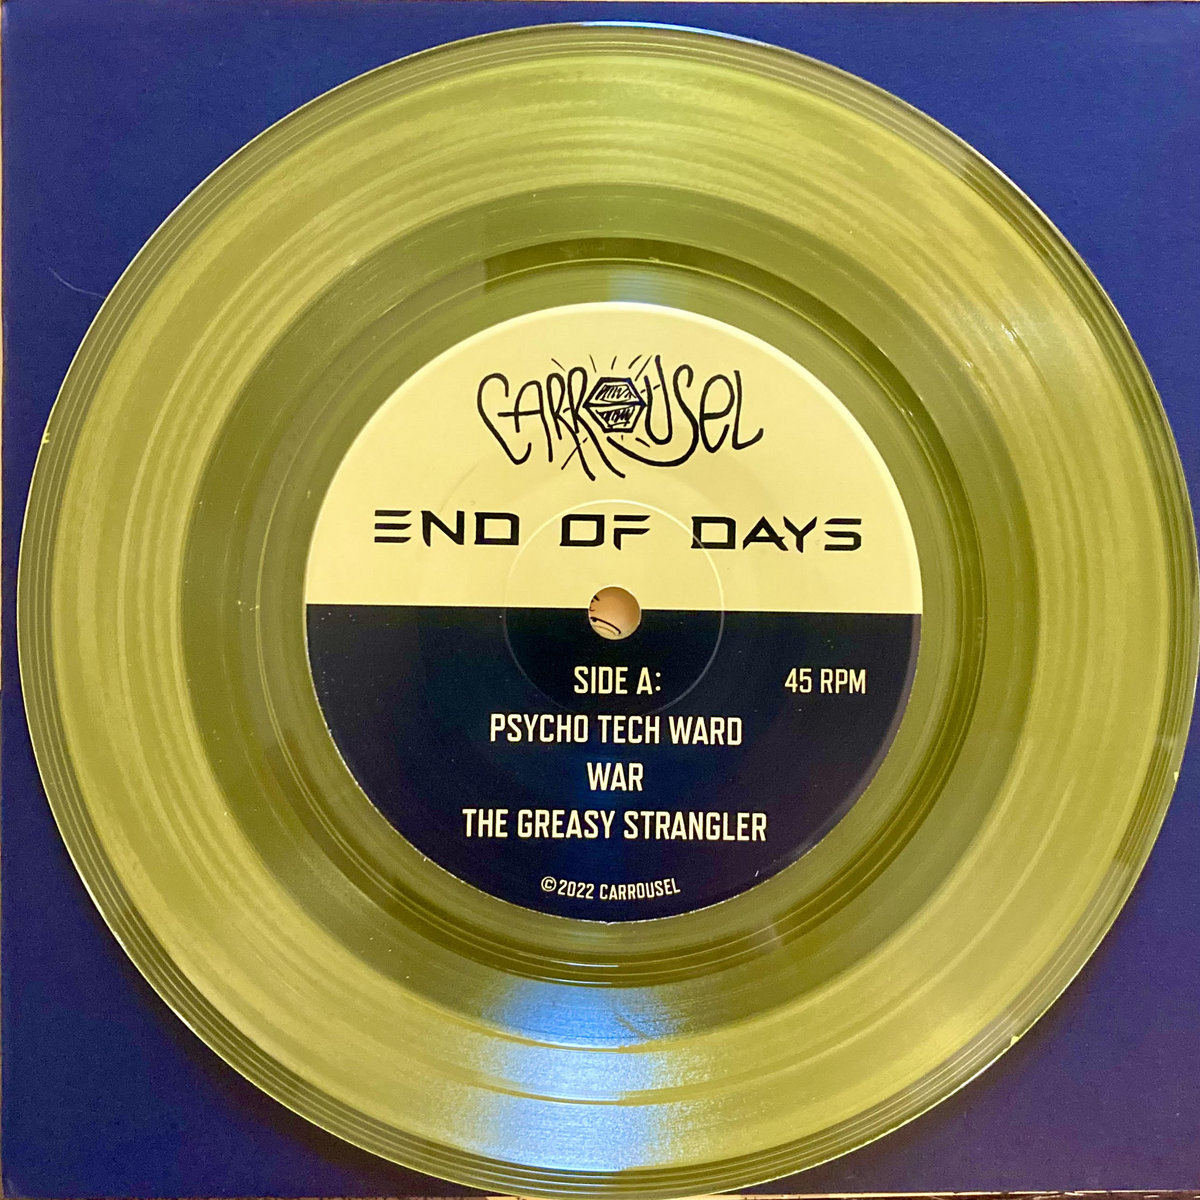 CARROUSEL
END OF DAYS
SIDE A:
45 RPM
PSYCHO TECH WARD
WAR
THE GREASY STRANGLER
© 2022 CARROUSEL